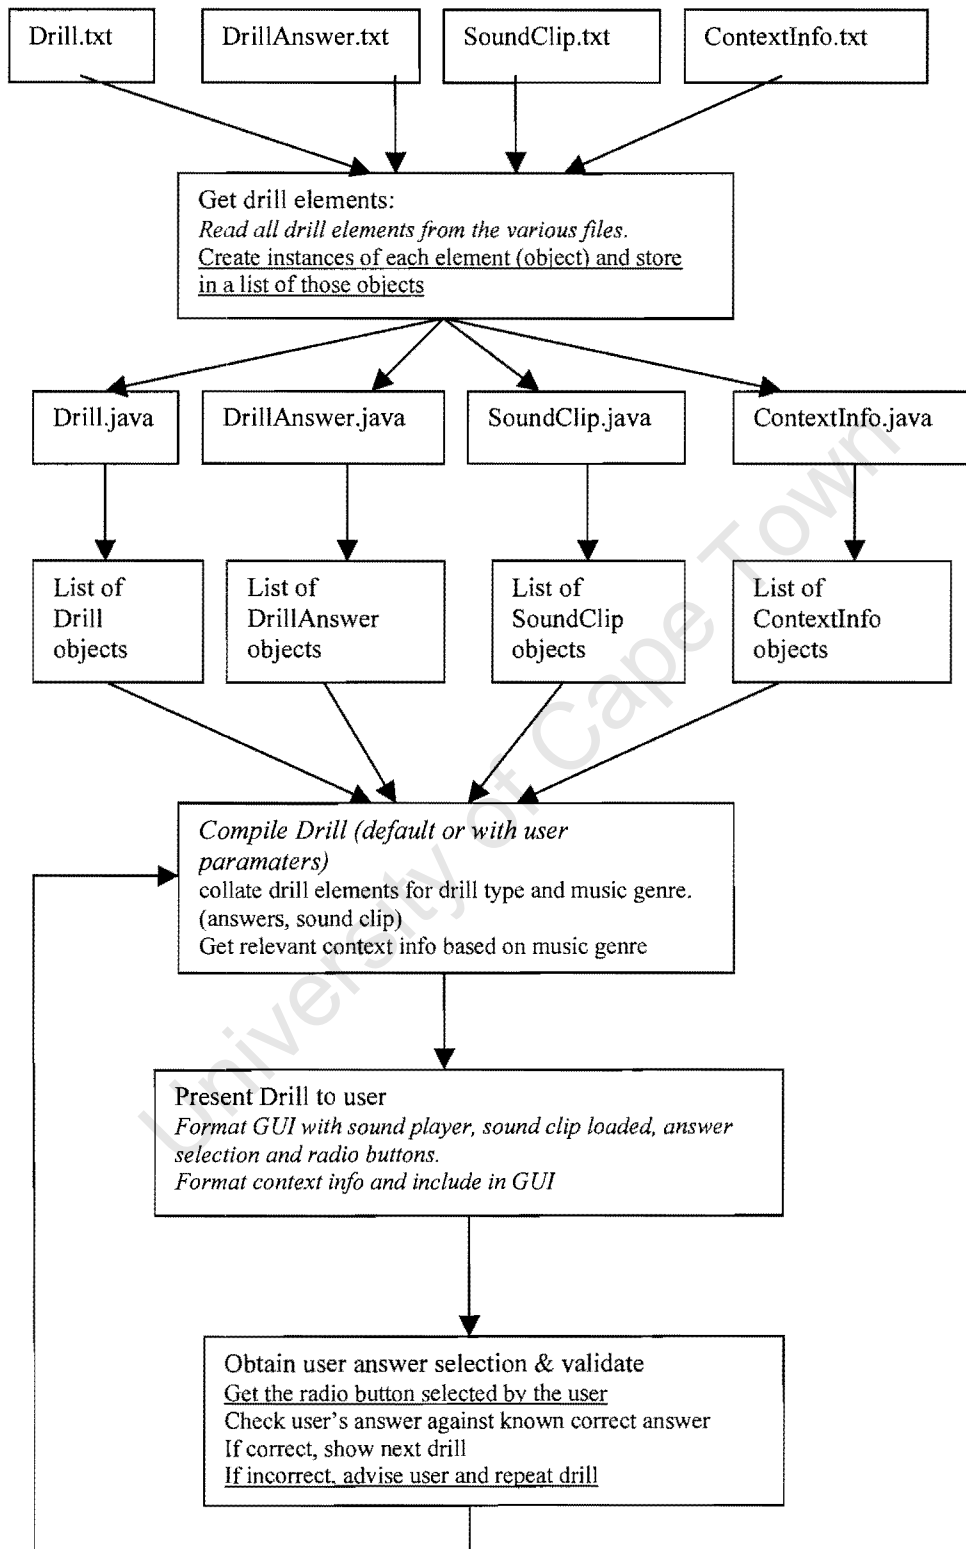 Drill.txt
DrillAnswer.txt
SoundClip.txt
ContextInfo.txt
Get drill elements:
Read all drill elements from the various files.
Create instances of each element (object) and store
in a list of those objects
Drill.java
DrillAnswer.java
SoundClip.java
ContextInfo.java
List of
Drill
objects
List of
DrillAnswer
objects
List of
SoundClip
objects
List of
ContextInfo
objects
Compile Drill (default or with user
paramaters)
collate drill elements for drill type and music genre.
(answers, sound clip)
Get relevant context info based on music genre
Present Drill to user
Format GUI with sound player, sound clip loaded, answer
selection and radio buttons.
Format context info and include in GUI
Obtain user answer selection & validate
Get the radio button selected by the user
Check user's answer against known correct answer
If correct, show next drill
If incorrect, advise user and repeat drill
University of Cape Town